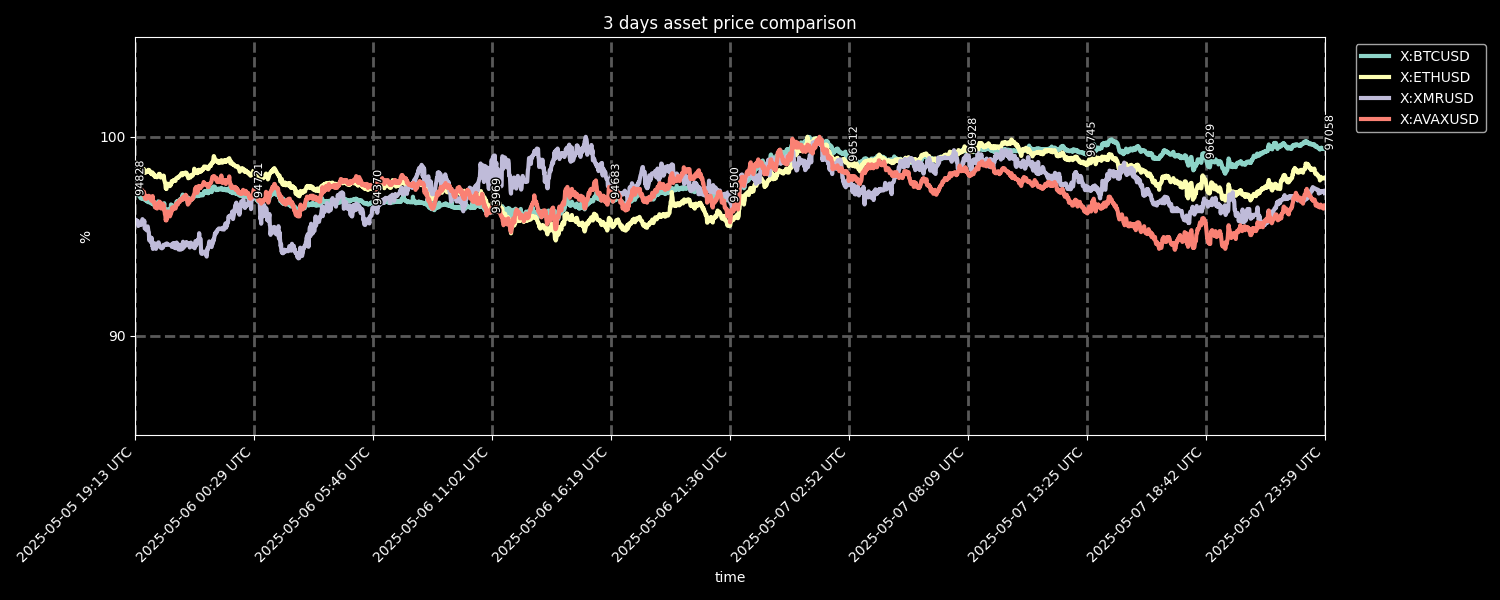 3 days asset price comparison
X:BTCUSD
X:ETHUSD
X:XMRUSD
X:AVAXUSD
100
90
%
94828
94721
94370
93969
94683
94500
96512
96928
96745
96629
97058
2025-05-05 19:13 UTC
2025-05-06 00:29 UTC
2025-05-06 05:46 UTC
2025-05-06 11:02 UTC
2025-05-06 16:19 UTC
2025-05-06 21:36 UTC
2025-05-07 02:52 UTC
2025-05-07 08:09 UTC
2025-05-07 13:25 UTC
2025-05-07 18:42 UTC
2025-05-07 23:59 UTC
time